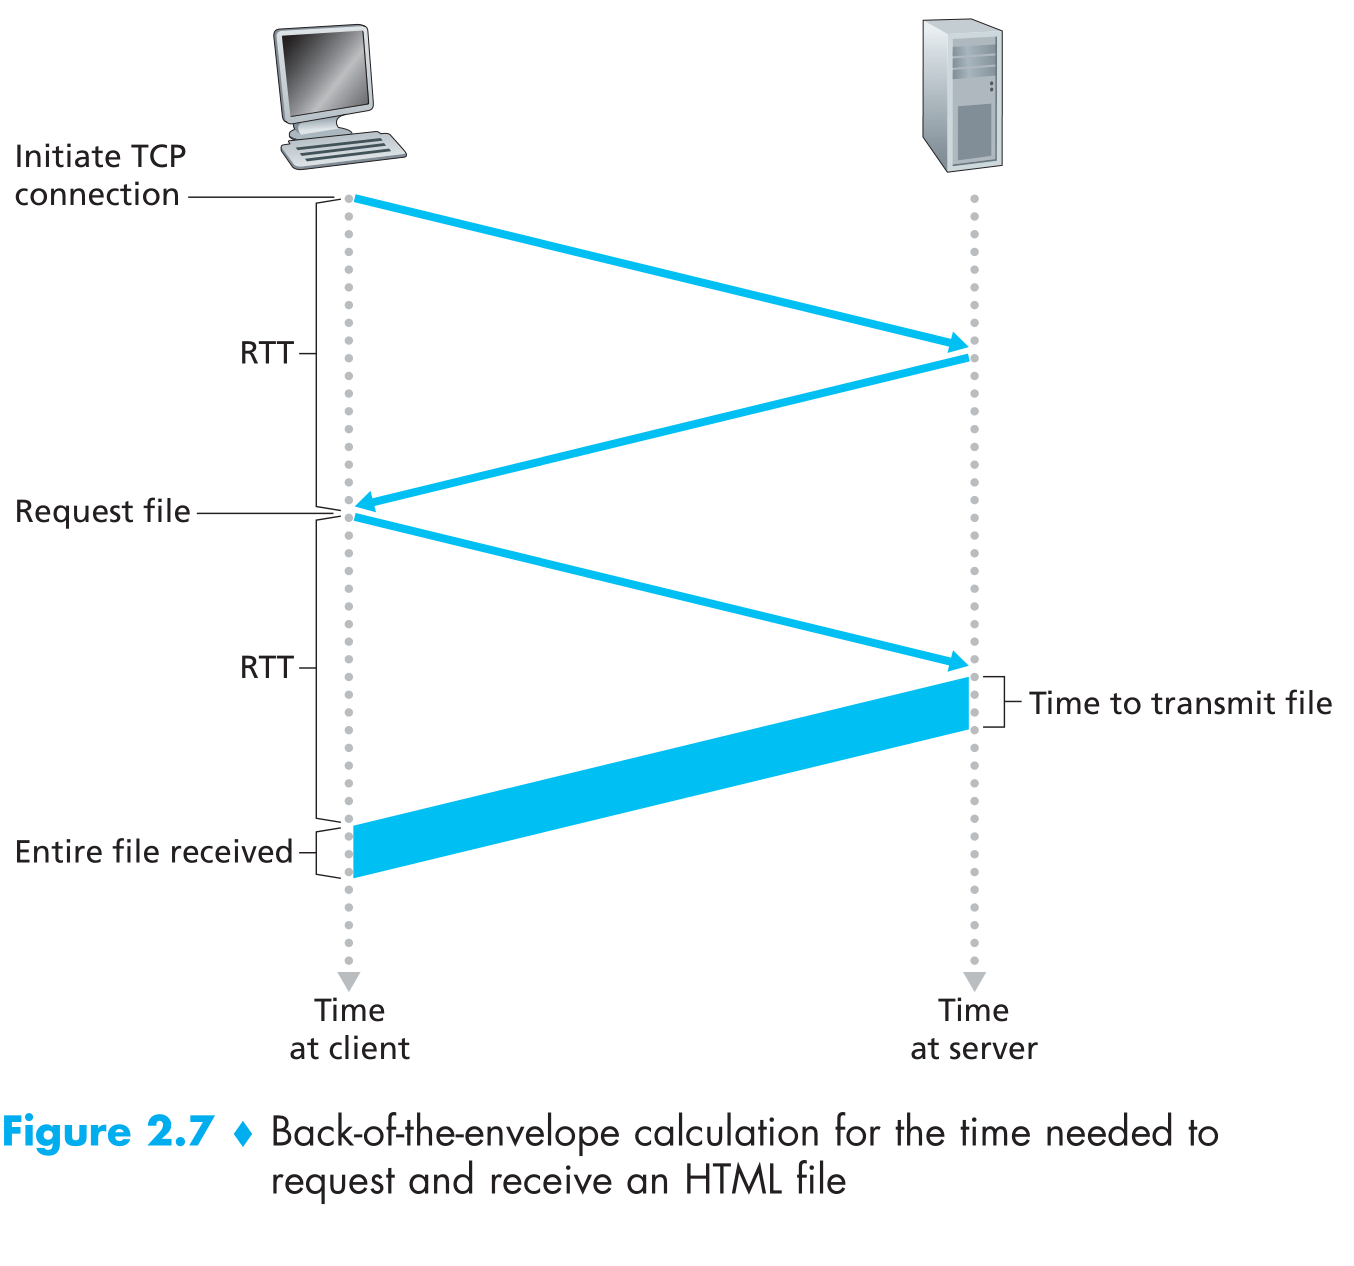 Initiate TCP
connection
RTT
Request file
RTT
Time to transmit file
Entire file received
Time
at client
Time
at server
Figure 2.7 ♦ Back-of-the-envelope calculation for the time needed to
request and receive an HTML file